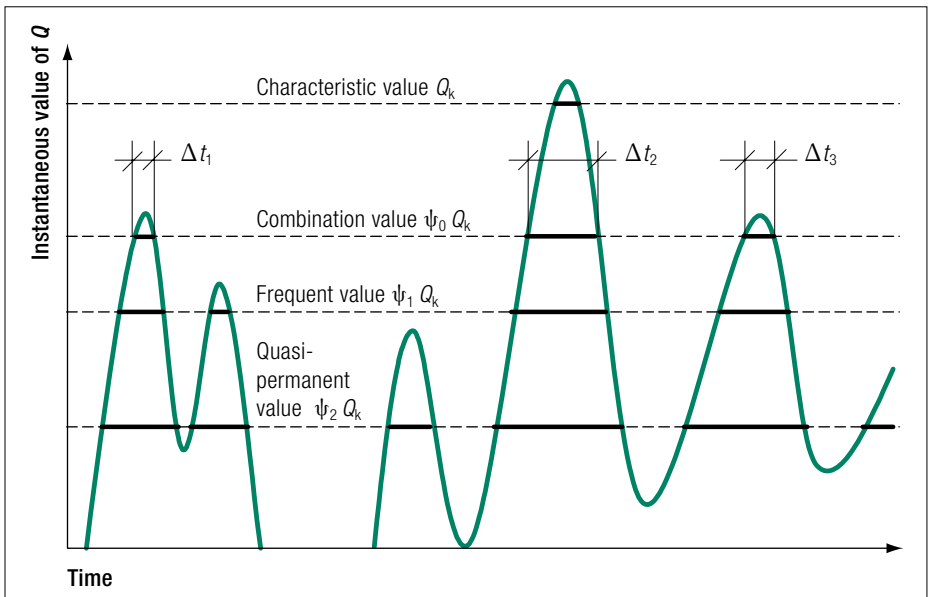 Instantaneous value of Q
Characteristic value Qk
Δt1
Δt2
Δt3
Combination value ψ0 Qk
Frequent value ψ1 Qk
Quasi-
permanent
value ψ2 Qk
Time